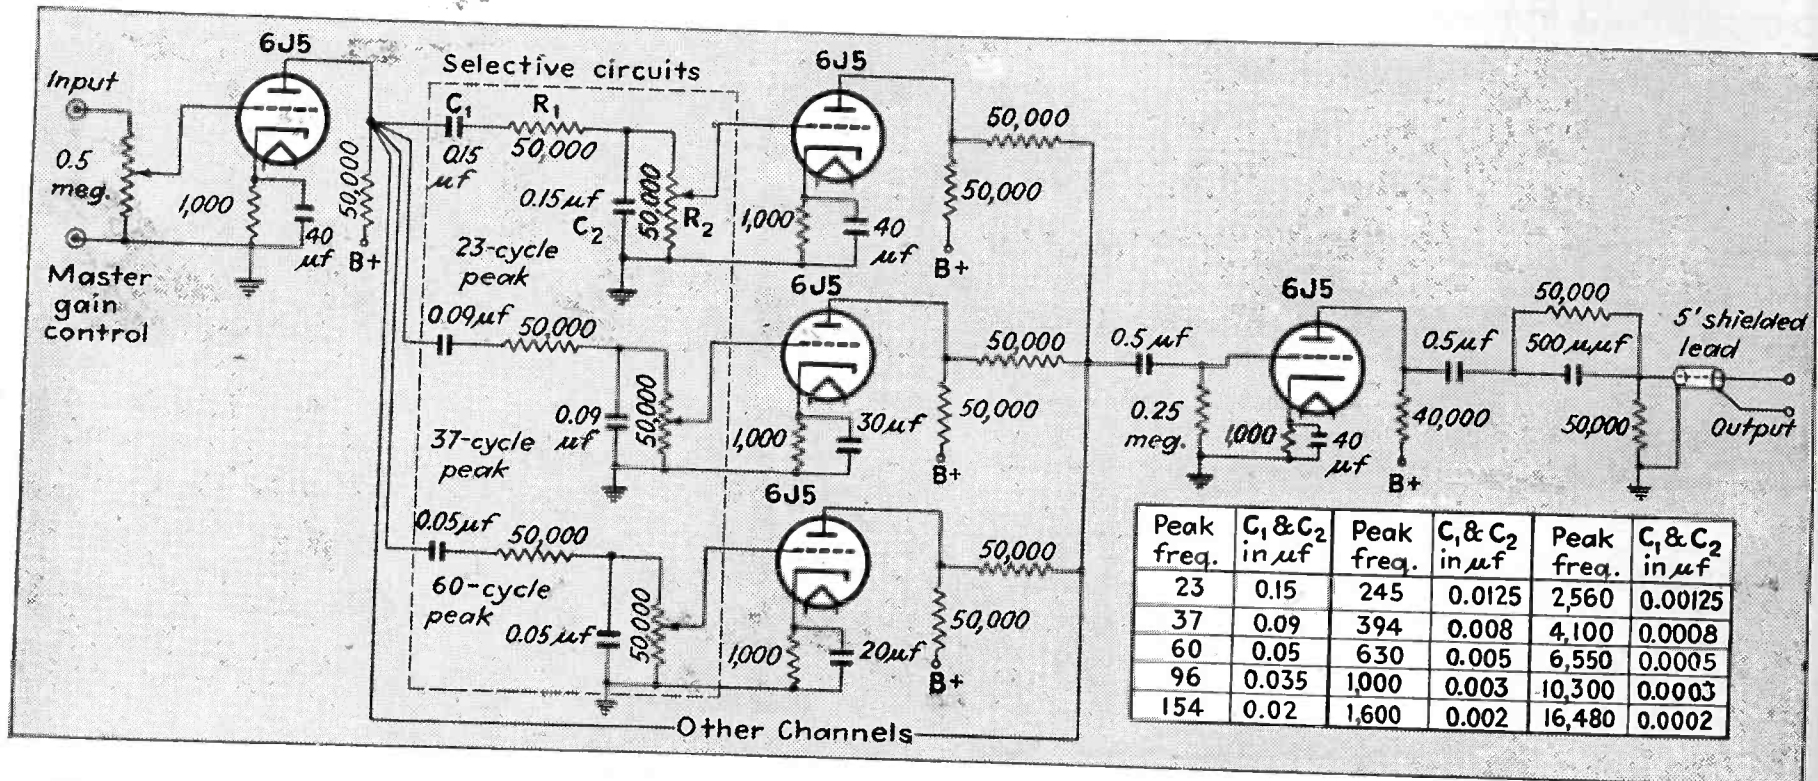 6J5
Input
0.5
meg.
1,000
40
μf
50,000
B+
Master
gain
control
Selective circuits
C₁
0.15
μf
R₁
50,000
0.15μf
C₂
50,000
R₂
23-cycle
peak
6J5
1,000
40
μf
50,000
50,000
B+
0.09μf
50,000
0.09
μf
50,000
37-cycle
peak
6J5
1,000
30μf
50,000
50,000
B+
0.05μf
50,000
60-cycle
peak
0.05μf
50,000
6J5
1,000
20μf
50,000
50,000
B+
Other Channels
0.5μf
0.25
meg.
6J5
1,000
40
μf
40,000
B+
0.5μf
50,000
500μμf
50,000
5' shielded
lead
Output
Peak freq. C₁&C₂ in μf Peak freq. C₁&C₂ in μf Peak freq. C₁&C₂ in μf
23 0.15 245 0.0125 2,560 0.00125
37 0.09 394 0.008 4,100 0.0008
60 0.05 630 0.005 6,550 0.0005
96 0.035 1,000 0.003 10,300 0.0003
154 0.02 1,600 0.002 16,480 0.0002